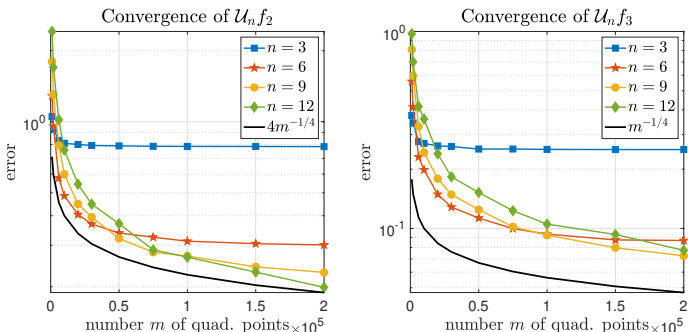 Convergence of 𝒰ₙf₂
error
10⁰
n = 3
n = 6
n = 9
n = 12
4m⁻¹/⁴
0 0.5 1 1.5 2
number m of quad. points ×10⁵
Convergence of 𝒰ₙf₃
error
10⁰
10⁻¹
n = 3
n = 6
n = 9
n = 12
m⁻¹/⁴
0 0.5 1 1.5 2
number m of quad. points ×10⁵